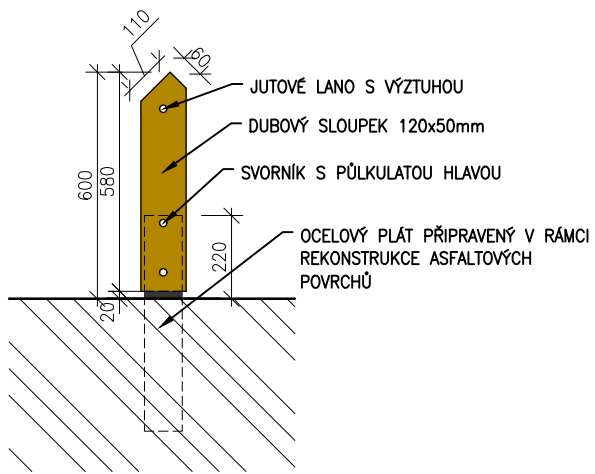 110
60
JUTOVÉ LANO S VÝZTUHOU
DUBOVÝ SLOUPEK 120x50mm
SVORNÍK S PŮLKULATOU HLAVOU
600
580
220
OCELOVÝ PLÁT PŘIPRAVENÝ V RÁMCI
REKONSTRUKCE ASFALTOVÝCH
POVRCHŮ
20